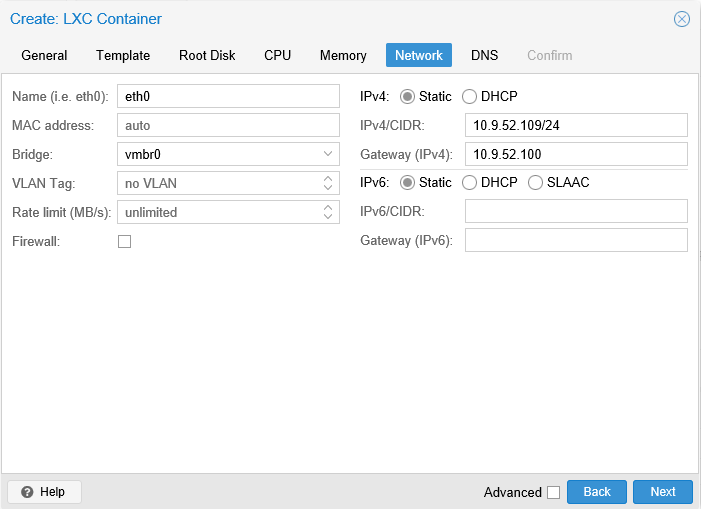 Create: LXC Container
General Template Root Disk CPU Memory Network DNS Confirm
Name (i.e. eth0): eth0
MAC address: auto
Bridge: vmbr0
VLAN Tag: no VLAN
Rate limit (MB/s): unlimited
Firewall:
IPv4: Static DHCP
IPv4/CIDR: 10.9.52.109/24
Gateway (IPv4): 10.9.52.100
IPv6: Static DHCP SLAAC
IPv6/CIDR:
Gateway (IPv6):
? Help Advanced Back Next